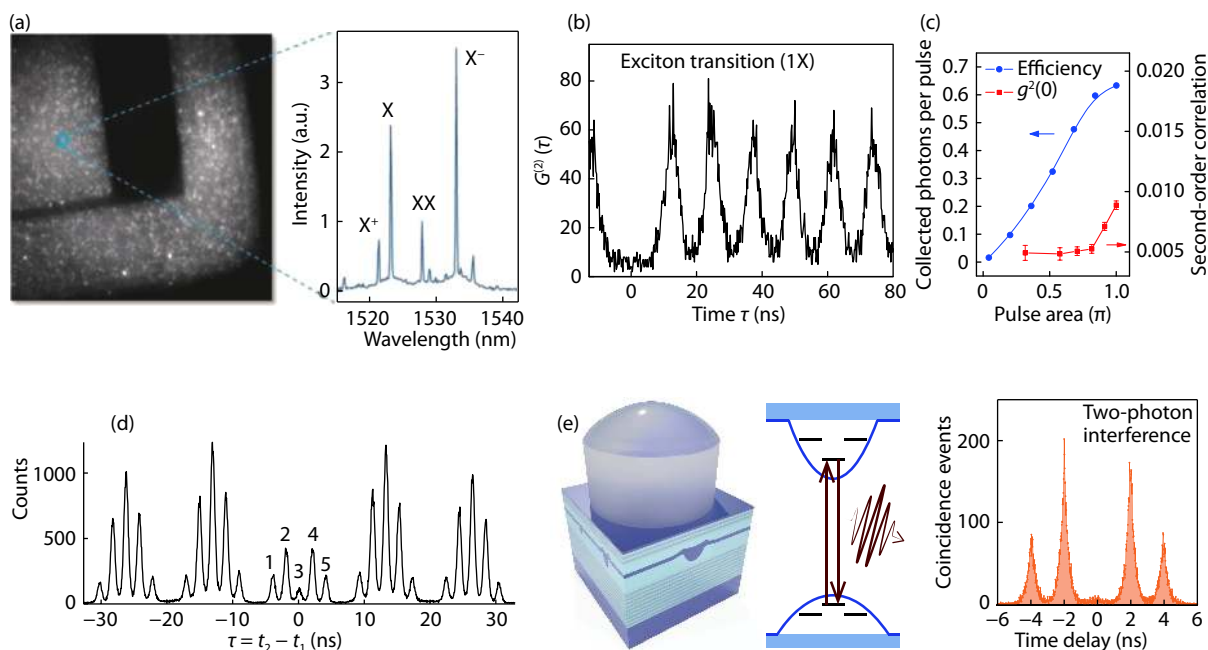 (a)
Intensity (a.u.)
3
2
1
0
X⁺
X
XX
X⁻
1520 1530 1540
Wavelength (nm)
(b)
Exciton transition (1X)
G⁽²⁾(τ)
80
60
40
20
0
0 20 40 60 80
Time τ (ns)
(c)
Efficiency
g²(0)
Collected photons per pulse
0.7
0.6
0.5
0.4
0.3
0.2
0.1
0
0.020
0.015
0.010
0.005
Second-order correlation
0 0.5 1.0
Pulse area (π)
(d)
Counts
1000
500
0
1
2
3
4
5
−30 −20 −10 0 10 20 30
τ = t₂ − t₁ (ns)
(e)
Two-photon
interference
Coincidence events
200
100
0
−6 −4 −2 0 2 4 6
Time delay (ns)